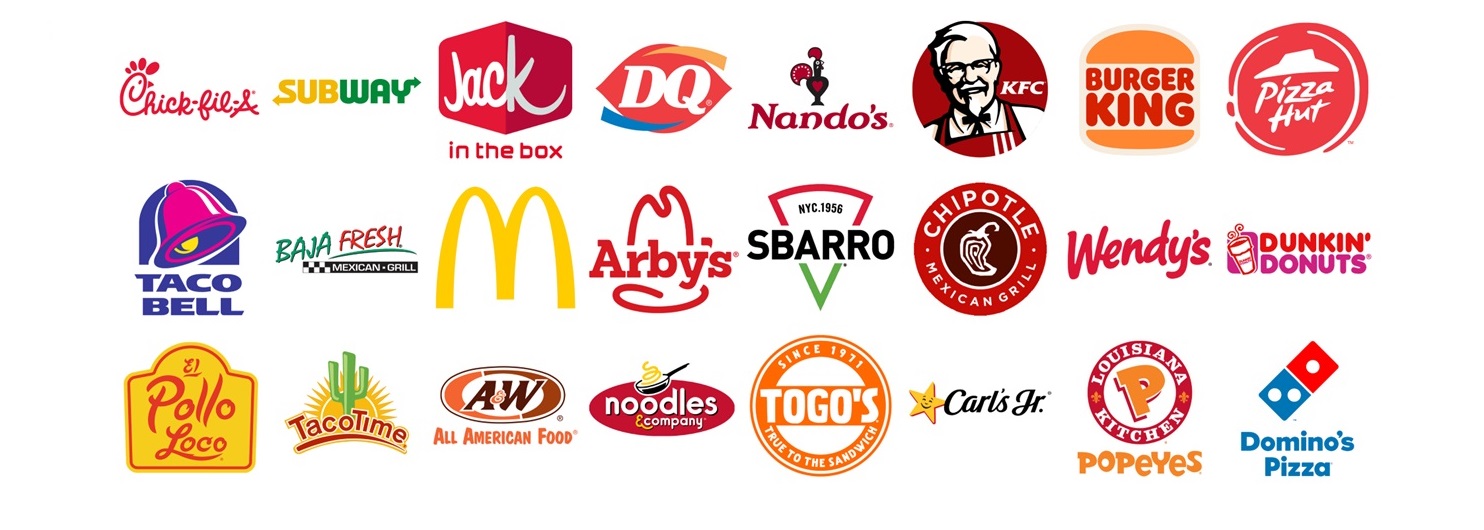 Chick-fil-A®
SUBWAY
Jack
in the box
DQ®
Nando's®
KFC
BURGER
KING
Pizza
Hut
TM
TACO
BELL
BAJA FRESH
MEXICAN • GRILL
M
Arby's®
NYC.1956
SBARRO
CHIPOTLE
MEXICAN GRILL
Wendy's
DUNKIN'
DONUTS®
El
Pollo
Loco
TacoTime
A&W®
ALL AMERICAN FOOD®
noodles
&company
SINCE 1971
TOGO'S
TRUE TO THE SANDWICH
Carl's Jr.®
LOUISIANA
P
KITCHEN
POPEYES
Domino's
Pizza